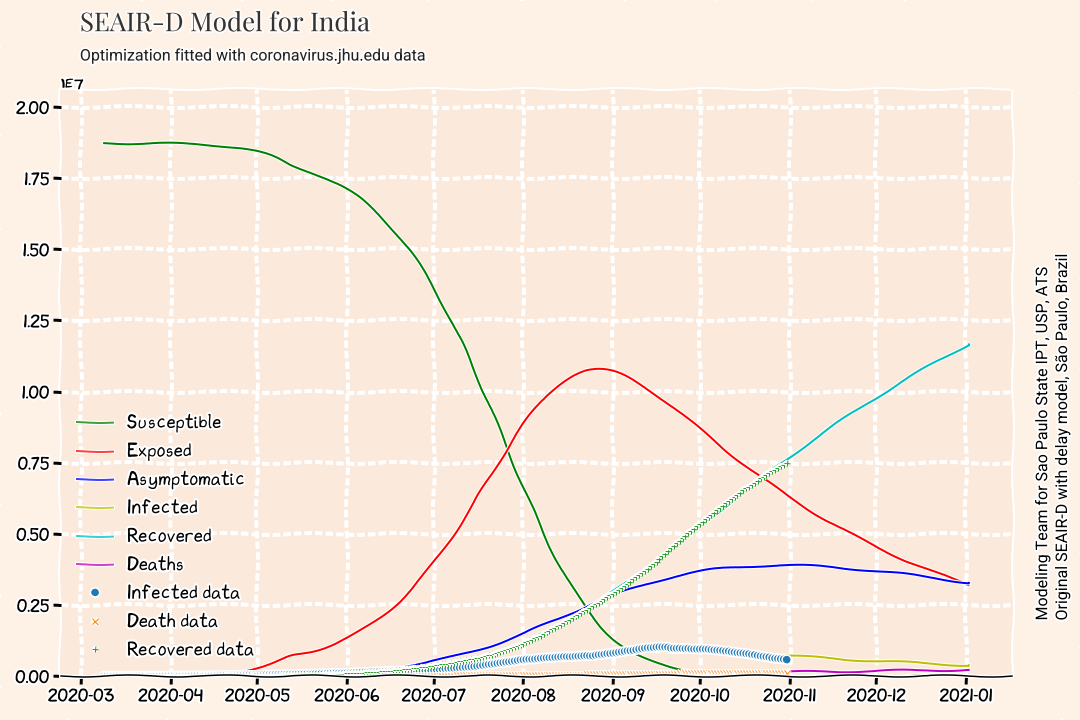 SEAIR-D Model for India
Optimization fitted with coronavirus.jhu.edu data
1E7
2.00
1.75
1.50
1.25
1.00
0.75
0.50
0.25
0.00
Susceptible
Exposed
Asymptomatic
Infected
Recovered
Deaths
Infected data
Death data
Recovered data
2020-03 2020-04 2020-05 2020-06 2020-07 2020-08 2020-09 2020-10 2020-11 2020-12 2021-01
Modeling Team for Sao Paulo State IPT, USP, ATS
Original SEAIR-D with delay model, São Paulo, Brazil